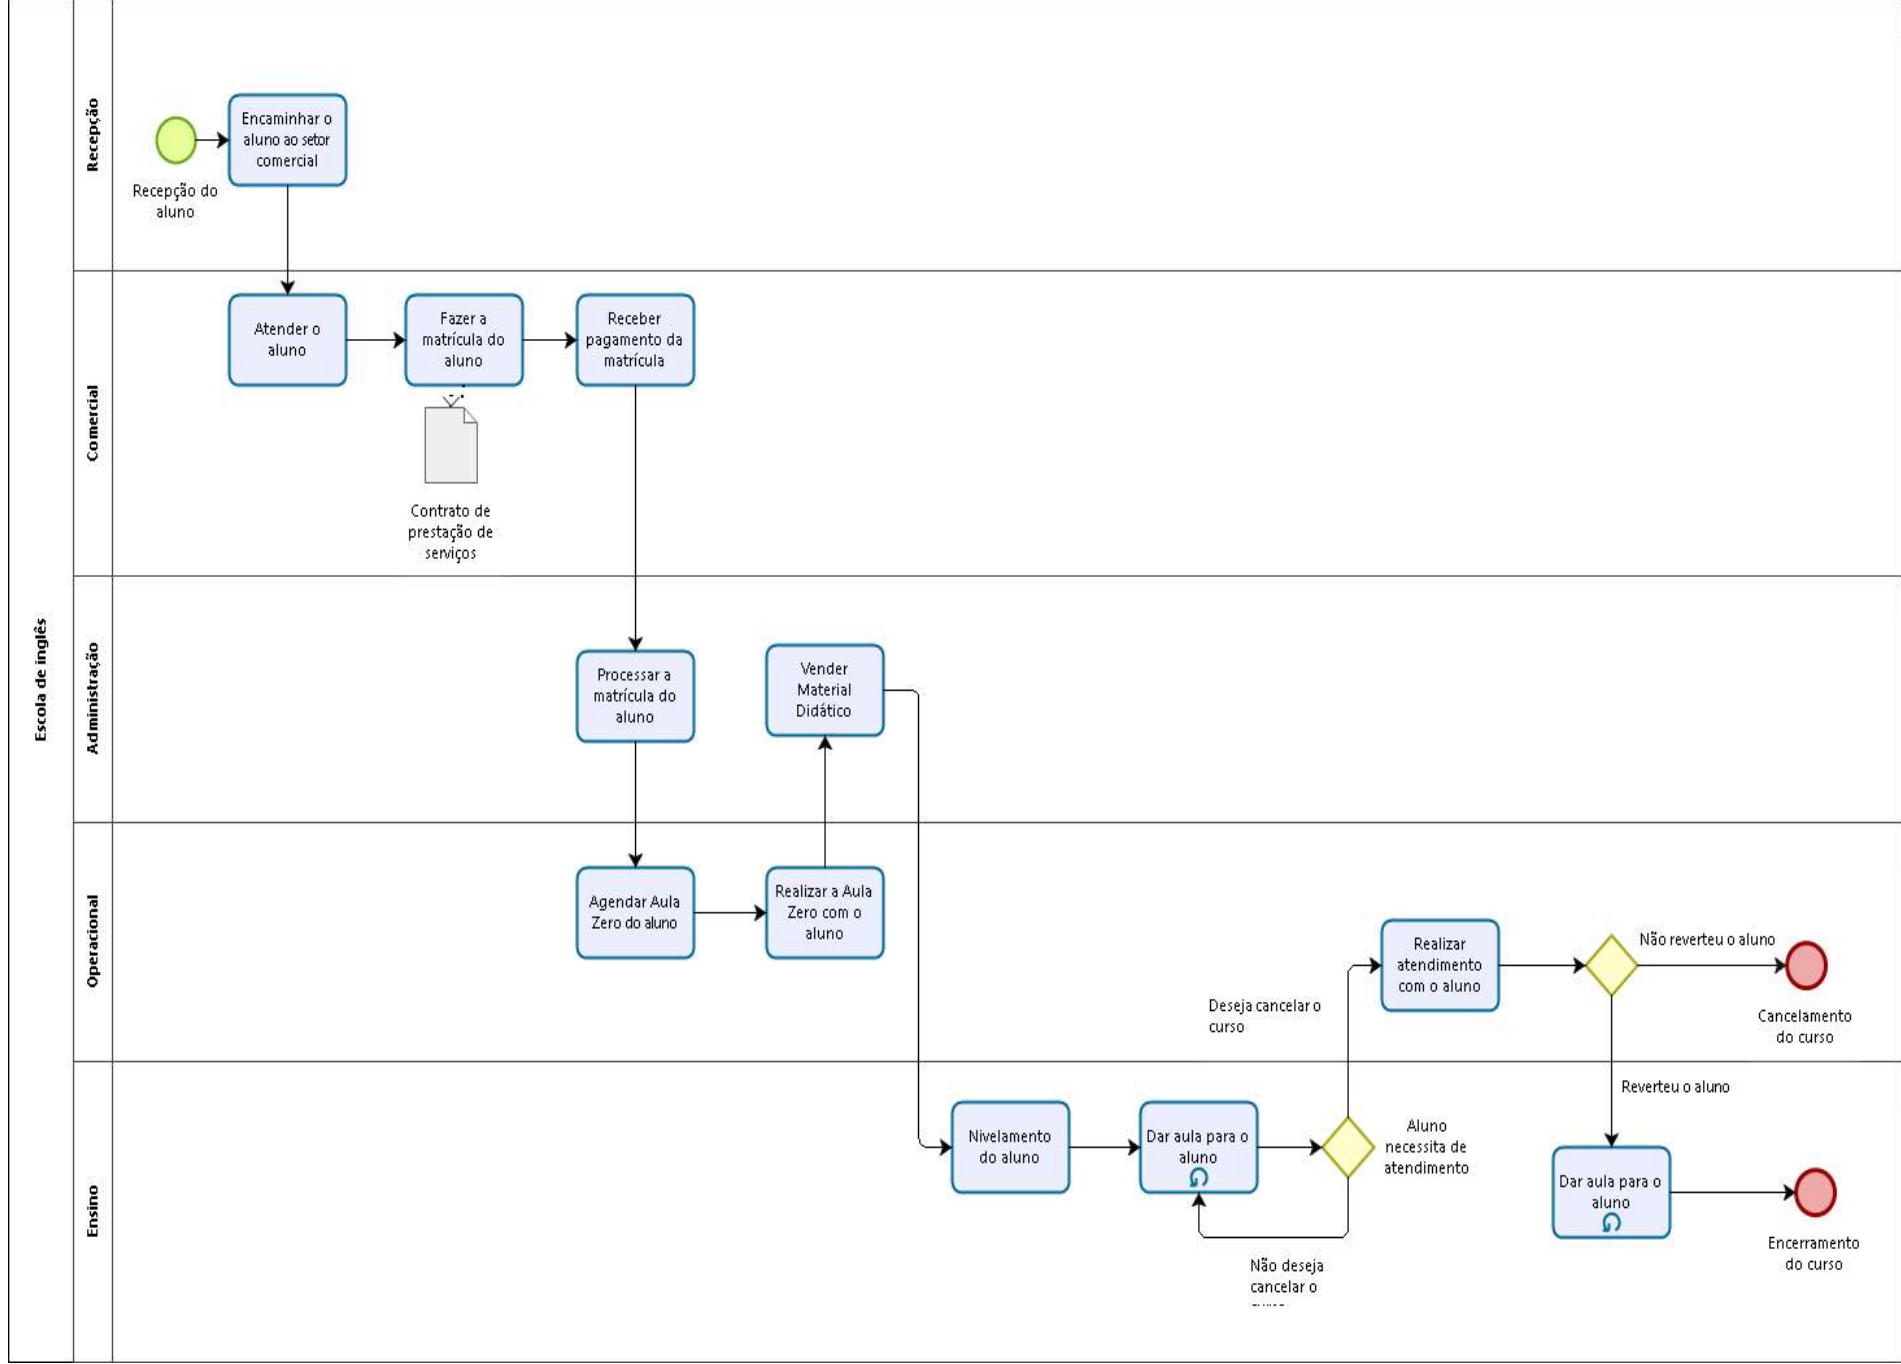 Escola de inglês
Recepção
Recepção do
aluno
Encaminhar o
aluno ao setor
comercial
Comercial
Atender o
aluno
Fazer a
matrícula do
aluno
Receber
pagamento da
matrícula
Contrato de
prestação de
serviços
Administração
Processar a
matrícula do
aluno
Vender
Material
Didático
Operacional
Agendar Aula
Zero do aluno
Realizar a Aula
Zero com o
aluno
Deseja cancelar o
curso
Realizar
atendimento
com o aluno
Não reverteu o aluno
Cancelamento
do curso
Reverteu o aluno
Ensino
Nivelamento
do aluno
Dar aula para o
aluno
Aluno
necessita de
atendimento
Não deseja
cancelar o
Dar aula para o
aluno
Encerramento
do curso